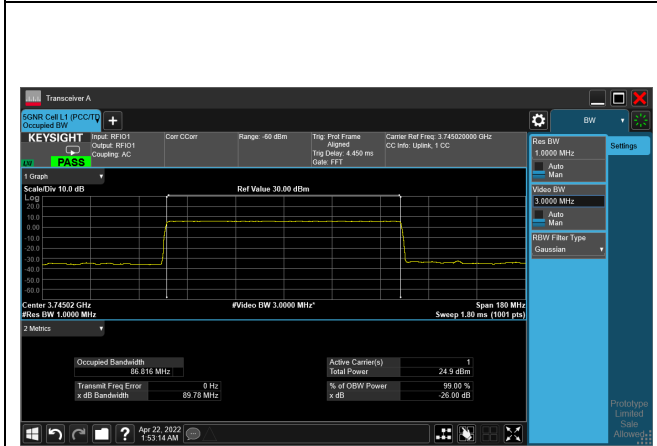 Transceiver A
5GNR Cell L1 (PCC/TD
Occupied BW
KEYSIGHT
LV
PASS
Input: RFIO1
Output: RFIO1
Coupling: AC
Corr CCorr
Range: -60 dBm
Trig: Prot Frame
Aligned
Trig Delay: 4.450 ms
Gate: FFT
Carrier Ref Freq: 3.745020000 GHz
CC Info: Uplink, 1 CC
BW
Settings
Res BW
1.0000 MHz
Auto
Man
Video BW
3.0000 MHz
Auto
Man
RBW Filter Type
Gaussian
1 Graph
Scale/Div 10.0 dB
Ref Value 30.00 dBm
Log
20.0
10.0
0.00
-10.0
-20.0
-30.0
-40.0
-50.0
-60.0
Center 3.74502 GHz
#Video BW 3.0000 MHz*
Span 180 MHz
#Res BW 1.0000 MHz
Sweep 1.80 ms (1001 pts)
2 Metrics
Occupied Bandwidth
86.816 MHz
Active Carrier(s) 1
Total Power 24.9 dBm
Transmit Freq Error 0 Hz
x dB Bandwidth 89.78 MHz
% of OBW Power 99.00 %
x dB -26.00 dB
Prototype
Limited
Sale
Allowed
?
Apr 22, 2022
1:53:14 AM